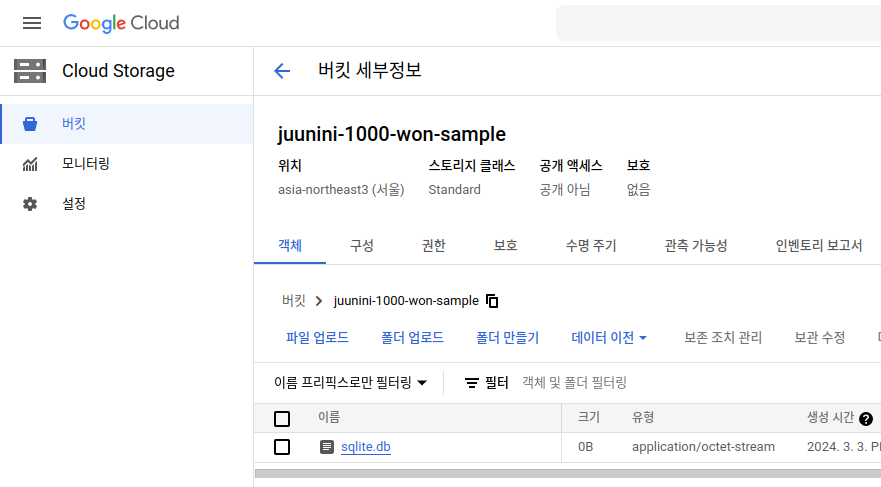 Google Cloud
Cloud Storage
버킷 세부정보
버킷
모니터링
설정
juunini-1000-won-sample
위치 스토리지 클래스 공개 액세스 보호
asia-northeast3 (서울) Standard 공개 아님 없음
객체 구성 권한 보호 수명 주기 관측 가능성 인벤토리 보고서
버킷 juunini-1000-won-sample
파일 업로드 폴더 업로드 폴더 만들기 데이터 이전 보존 조치 관리 보관 수정
이름 프리픽스로만 필터링 필터 객체 및 폴더 필터링
이름 크기 유형 생성 시간 ?
sqlite.db 0B application/octet-stream 2024. 3. 3.